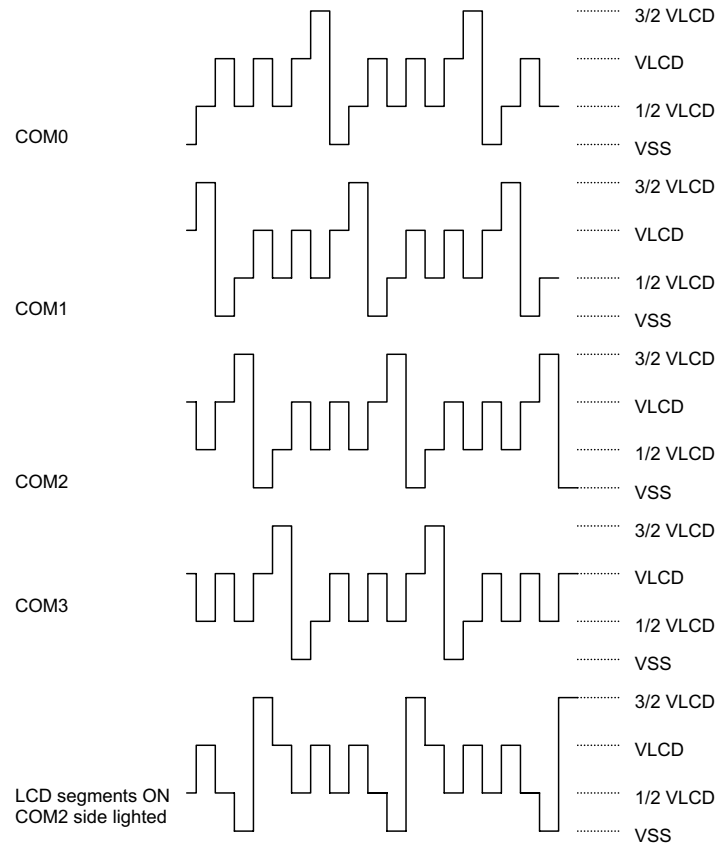 3/2 VLCD
VLCD
1/2 VLCD
COM0
VSS
3/2 VLCD
VLCD
1/2 VLCD
COM1
VSS
3/2 VLCD
VLCD
1/2 VLCD
COM2
VSS
3/2 VLCD
VLCD
COM3
1/2 VLCD
VSS
3/2 VLCD
VLCD
LCD segments ON
1/2 VLCD
COM2 side lighted
VSS